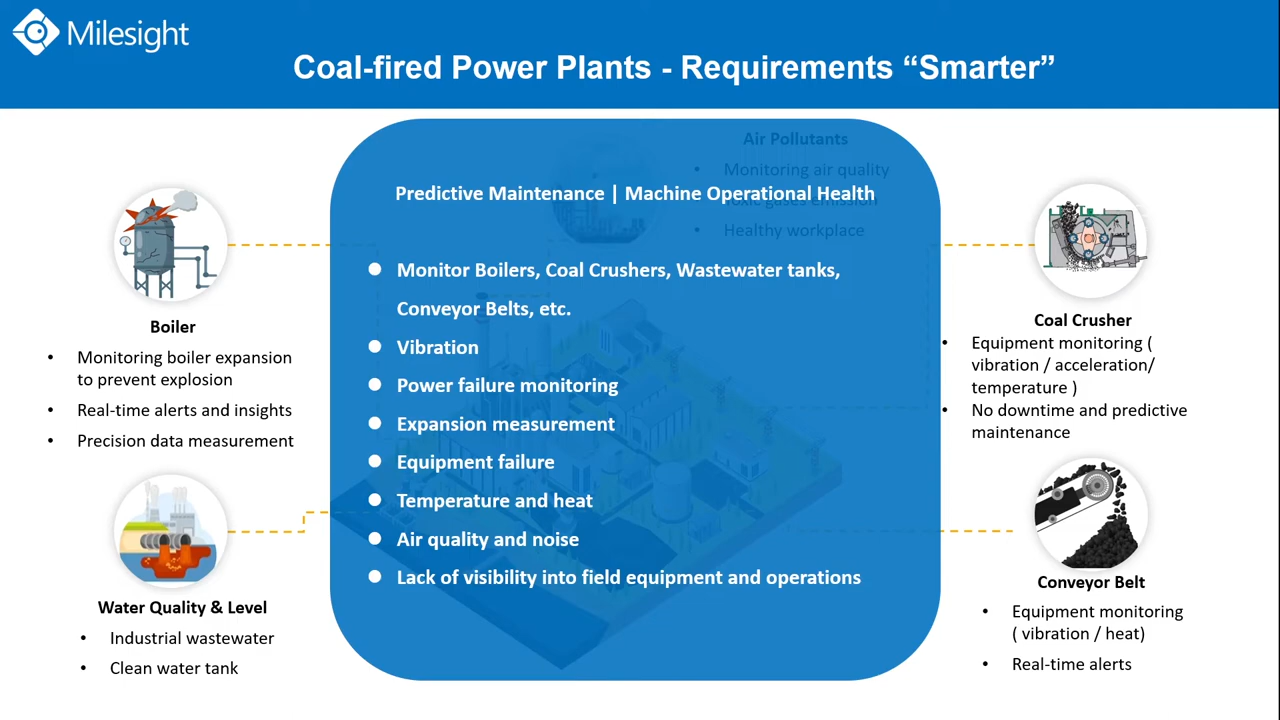 Milesight
Coal-fired Power Plants - Requirements “Smarter”
Air Pollutants
• Monitoring air quality
Toxic gases emission
• Healthy workplace
Predictive Maintenance | Machine Operational Health
● Monitor Boilers, Coal Crushers, Wastewater tanks,
Conveyor Belts, etc.
● Vibration
● Power failure monitoring
● Expansion measurement
● Equipment failure
● Temperature and heat
● Air quality and noise
● Lack of visibility into field equipment and operations
Boiler
• Monitoring boiler expansion
to prevent explosion
• Real-time alerts and insights
• Precision data measurement
Water Quality & Level
• Industrial wastewater
• Clean water tank
Coal Crusher
• Equipment monitoring (
vibration / acceleration/
temperature )
• No downtime and predictive
maintenance
Conveyor Belt
• Equipment monitoring
( vibration / heat)
• Real-time alerts